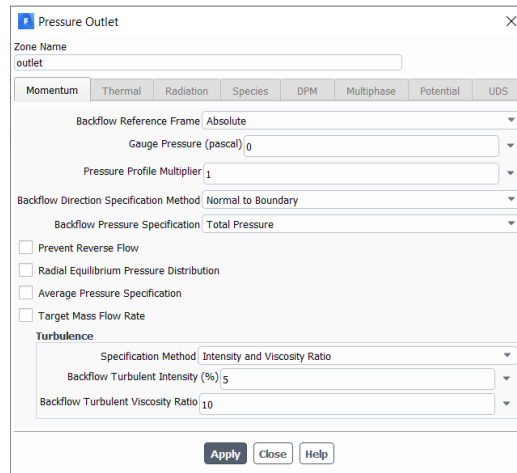 Pressure Outlet
Zone Name
outlet
Momentum Thermal Radiation Species DPM Multiphase Potential UDS
Backflow Reference Frame Absolute
Gauge Pressure (pascal) 0
Pressure Profile Multiplier 1
Backflow Direction Specification Method Normal to Boundary
Backflow Pressure Specification Total Pressure
Prevent Reverse Flow
Radial Equilibrium Pressure Distribution
Average Pressure Specification
Target Mass Flow Rate
Turbulence
Specification Method Intensity and Viscosity Ratio
Backflow Turbulent Intensity (%) 5
Backflow Turbulent Viscosity Ratio 10
Apply Close Help